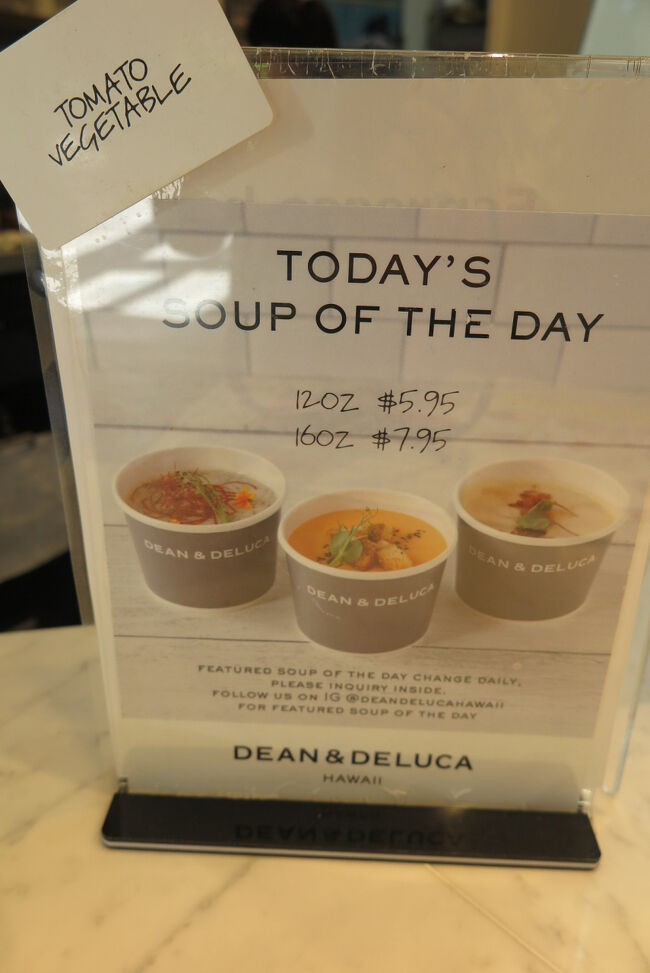 TOMATO
VEGETABLE
TODAY'S
SOUP OF THE DAY
12OZ $5.95
16OZ $7.95
DEAN & DELUCA
DEAN & DELUCA
DEAN & DELUCA
FEATURED SOUP OF THE DAY CHANGE DAILY,
PLEASE INQUIRY INSIDE.
FOLLOW US ON IG @DEANDELUCAHAWAII
FOR FEATURED SOUP OF THE DAY
DEAN & DELUCA
HAWAII